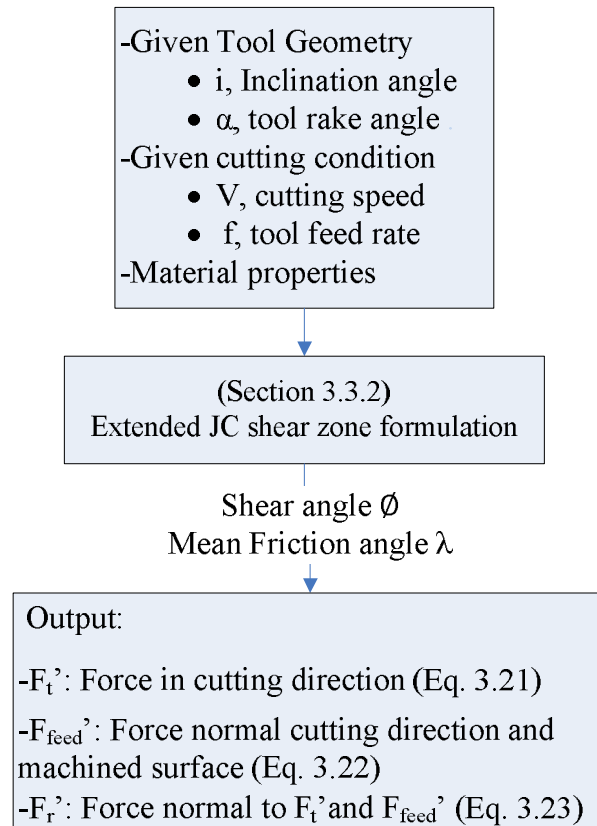 -Given Tool Geometry
• i, Inclination angle
• α, tool rake angle
-Given cutting condition
• V, cutting speed
• f, tool feed rate
-Material properties
(Section 3.3.2)
Extended JC shear zone formulation
Shear angle Ø
Mean Friction angle λ
Output:
-Fₜ’: Force in cutting direction (Eq. 3.21)
-F_feed’: Force normal cutting direction and
machined surface (Eq. 3.22)
-Fᵣ’: Force normal to Fₜ’and F_feed’ (Eq. 3.23)